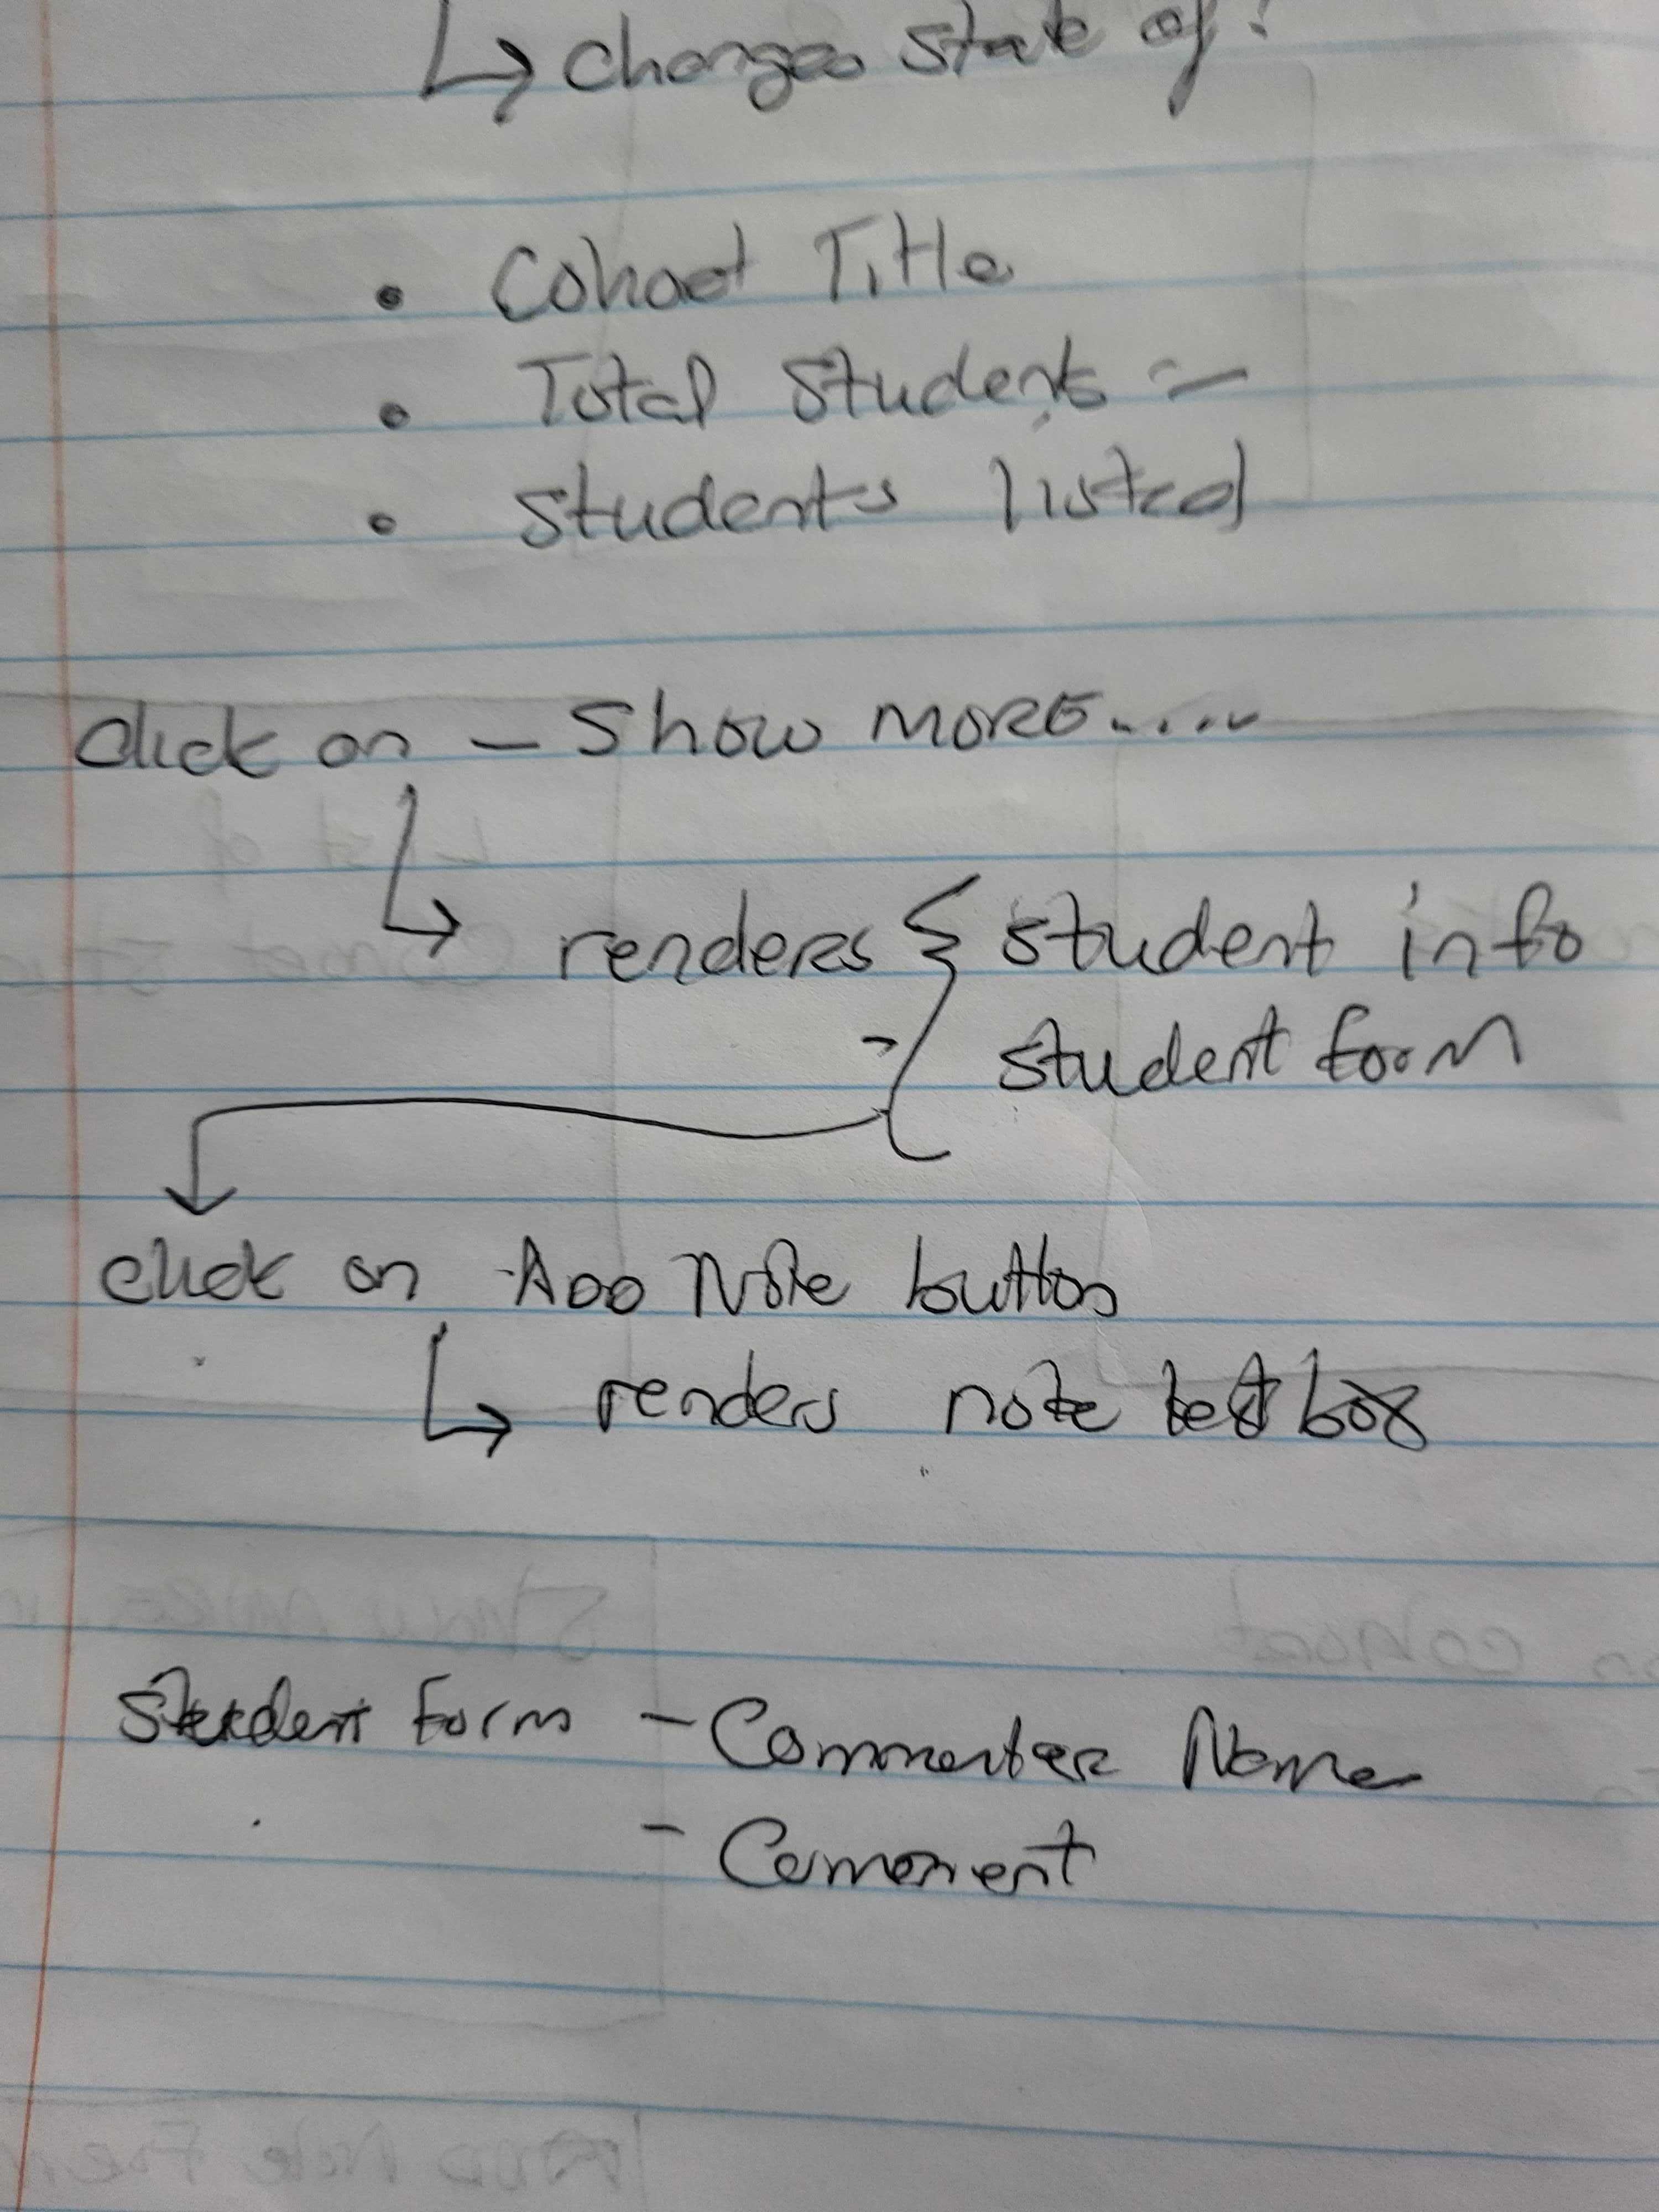 ↳ changes state of:
• Cohort Title
• Total Students -
• Students listed
Click on - Show MORE.....
↳ renders { student info
- student form
click on Add Note button
↳ renders note text box
Student Form - Commenter Name
- Comment